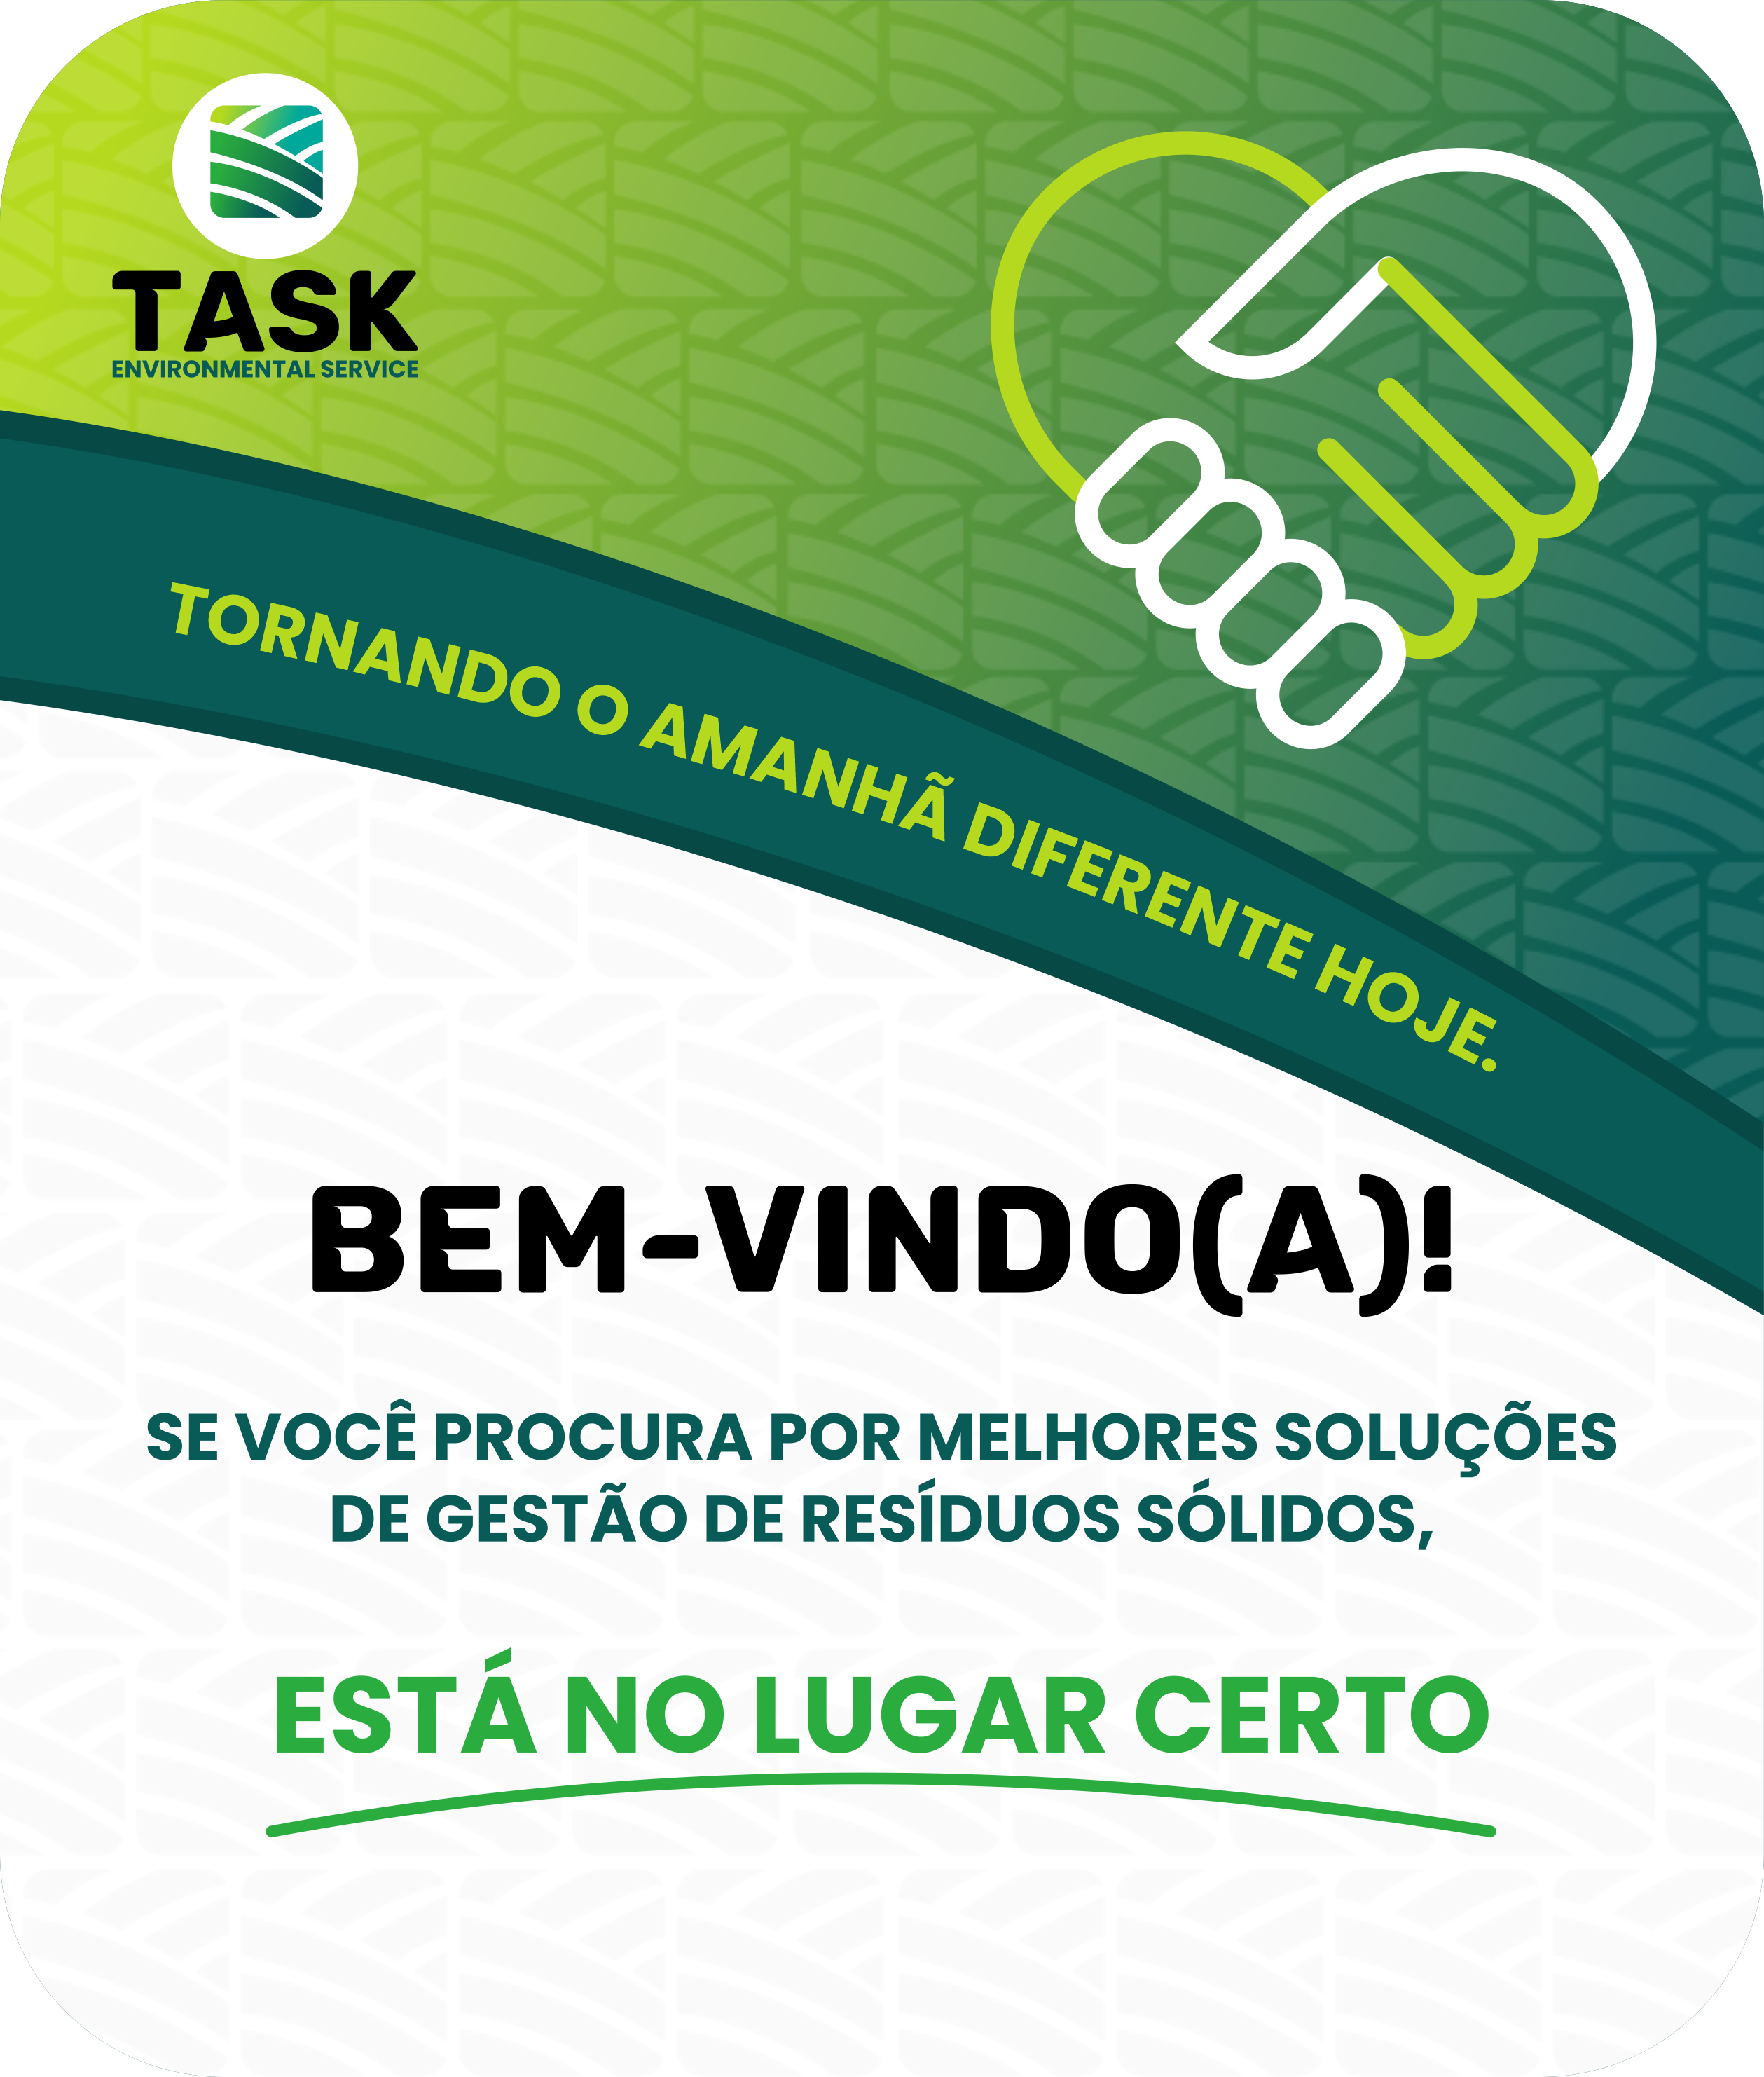 TASK
ENVIRONMENTAL SERVICE
TORNANDO O AMANHÃ DIFERENTE HOJE.
BEM-VINDO(A)!
SE VOCÊ PROCURA POR MELHORES SOLUÇÕES
DE GESTÃO DE RESÍDUOS SÓLIDOS,
ESTÁ NO LUGAR CERTO